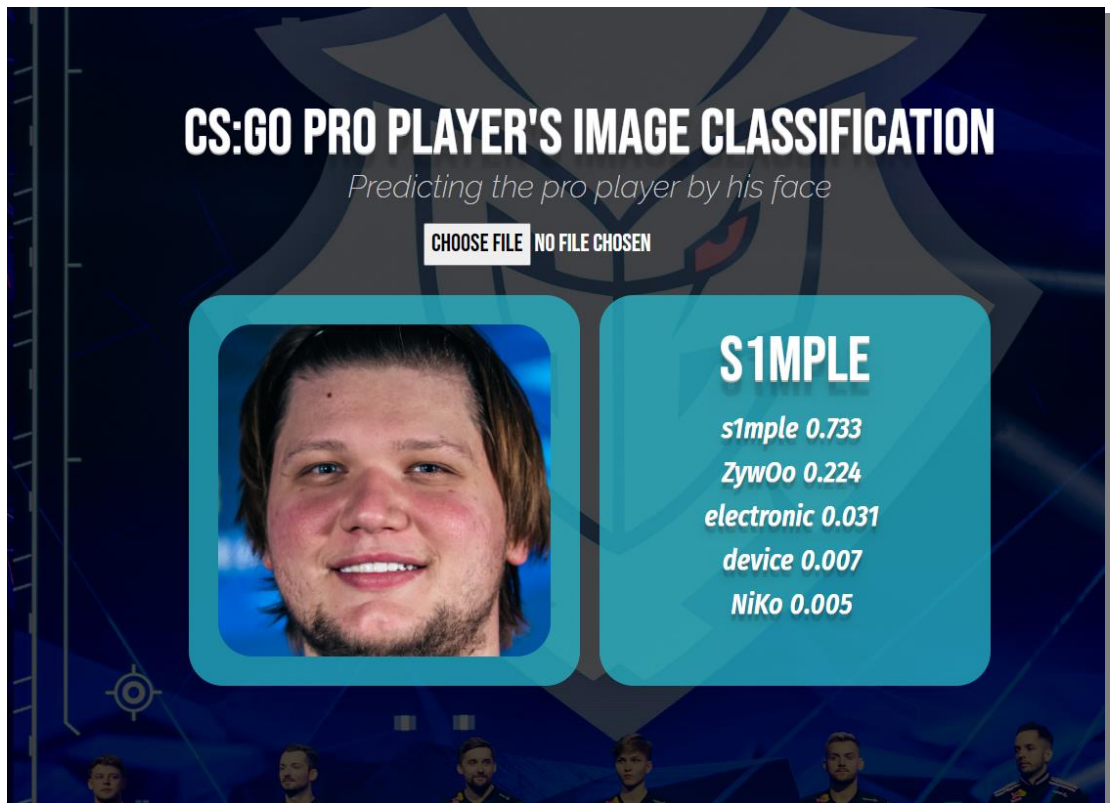 CS:GO PRO PLAYER'S IMAGE CLASSIFICATION
Predicting the pro player by his face
CHOOSE FILE NO FILE CHOSEN
S1MPLE
s1mple 0.733
ZywOo 0.224
electronic 0.031
device 0.007
NiKo 0.005